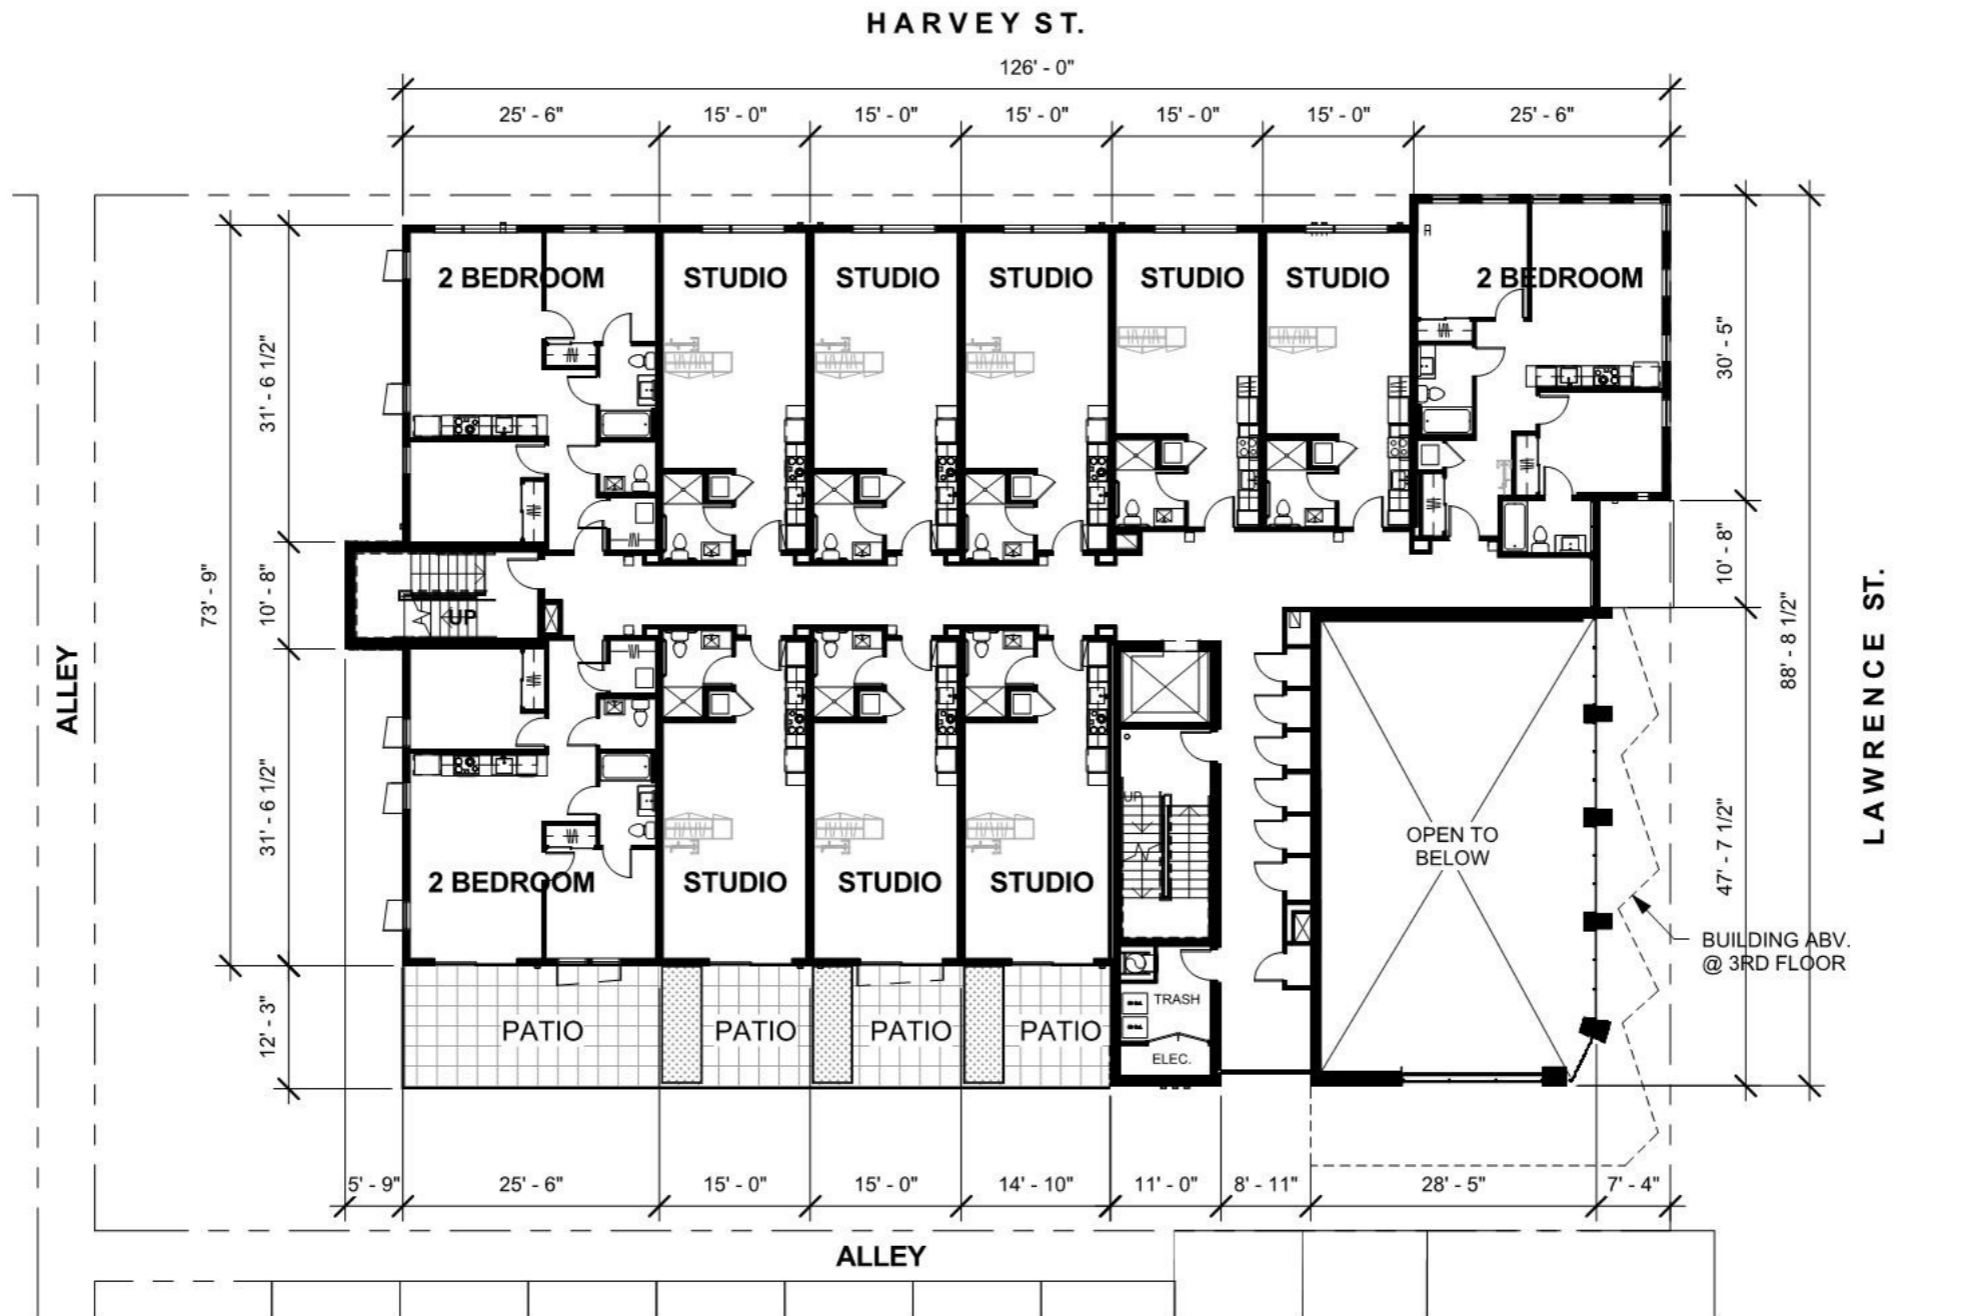 HARVEY ST.
126' - 0"
25' - 6"
15' - 0"
15' - 0"
15' - 0"
15' - 0"
15' - 0"
25' - 6"
2 BEDROOM
STUDIO
STUDIO
STUDIO
STUDIO
STUDIO
2 BEDROOM
31' - 6 1/2"
30' - 5"
73' - 9"
10' - 8"
10' - 8"
UP
ALLEY
88' - 8 1/2"
LAWRENCE ST.
31' - 6 1/2"
UP
OPEN TO
BELOW
47' - 7 1/2"
2 BEDROOM
STUDIO
STUDIO
STUDIO
BUILDING ABV.
@ 3RD FLOOR
12' - 3"
PATIO
PATIO
PATIO
PATIO
TRASH
ELEC.
5' - 9"
25' - 6"
15' - 0"
15' - 0"
14' - 10"
11' - 0"
8' - 11"
28' - 5"
7' - 4"
ALLEY